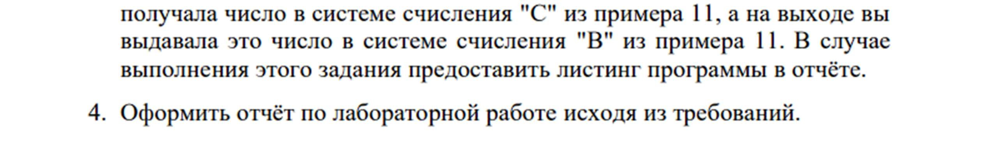 получала число в системе счисления "С" из примера 11, а на выходе вы
выдавала это число в системе счисления "В" из примера 11. В случае
выполнения этого задания предоставить листинг программы в отчёте.
4. Оформить отчёт по лабораторной работе исходя из требований.